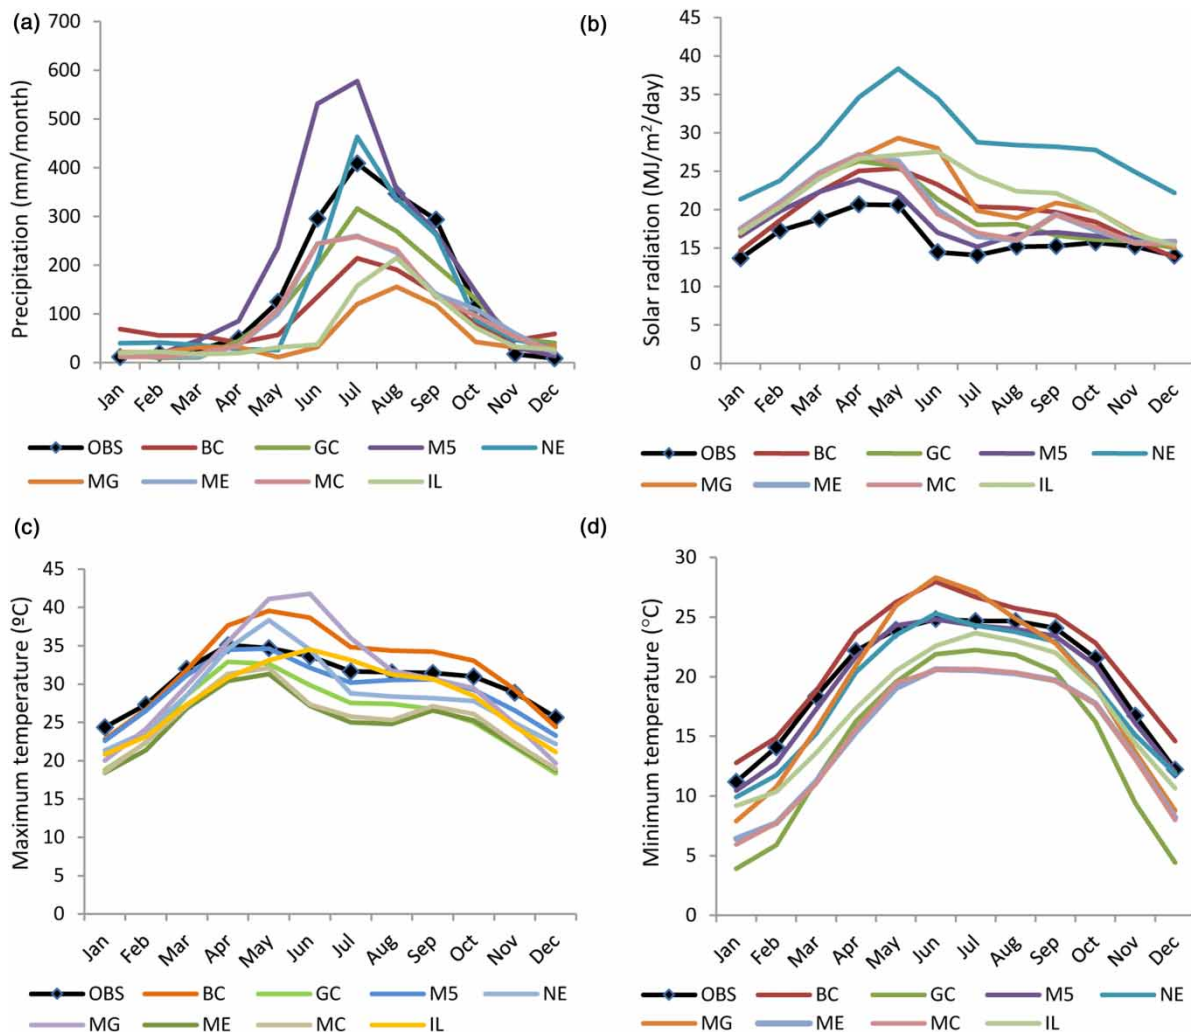 (a)
Precipitation (mm/month)
700
600
500
400
300
200
100
0
Jan Feb Mar Apr May Jun Jul Aug Sep Oct Nov Dec
OBS BC GC M5 NE
MG ME MC IL
(b)
Solar radiation (MJ/m²/day)
45
40
35
30
25
20
15
10
5
0
Jan Feb Mar Apr May Jun Jul Aug Sep Oct Nov Dec
OBS BC GC M5 NE
MG ME MC IL
(c)
Maximum temperature (ºC)
45
40
35
30
25
20
15
10
5
0
Jan Feb Mar Apr May Jun Jul Aug Sep Oct Nov Dec
OBS BC GC M5 NE
MG ME MC IL
(d)
Minimum temperature (°C)
30
25
20
15
10
5
0
Jan Feb Mar Apr May Jun Jul Aug Sep Oct Nov Dec
OBS BC GC M5 NE
MG ME MC IL